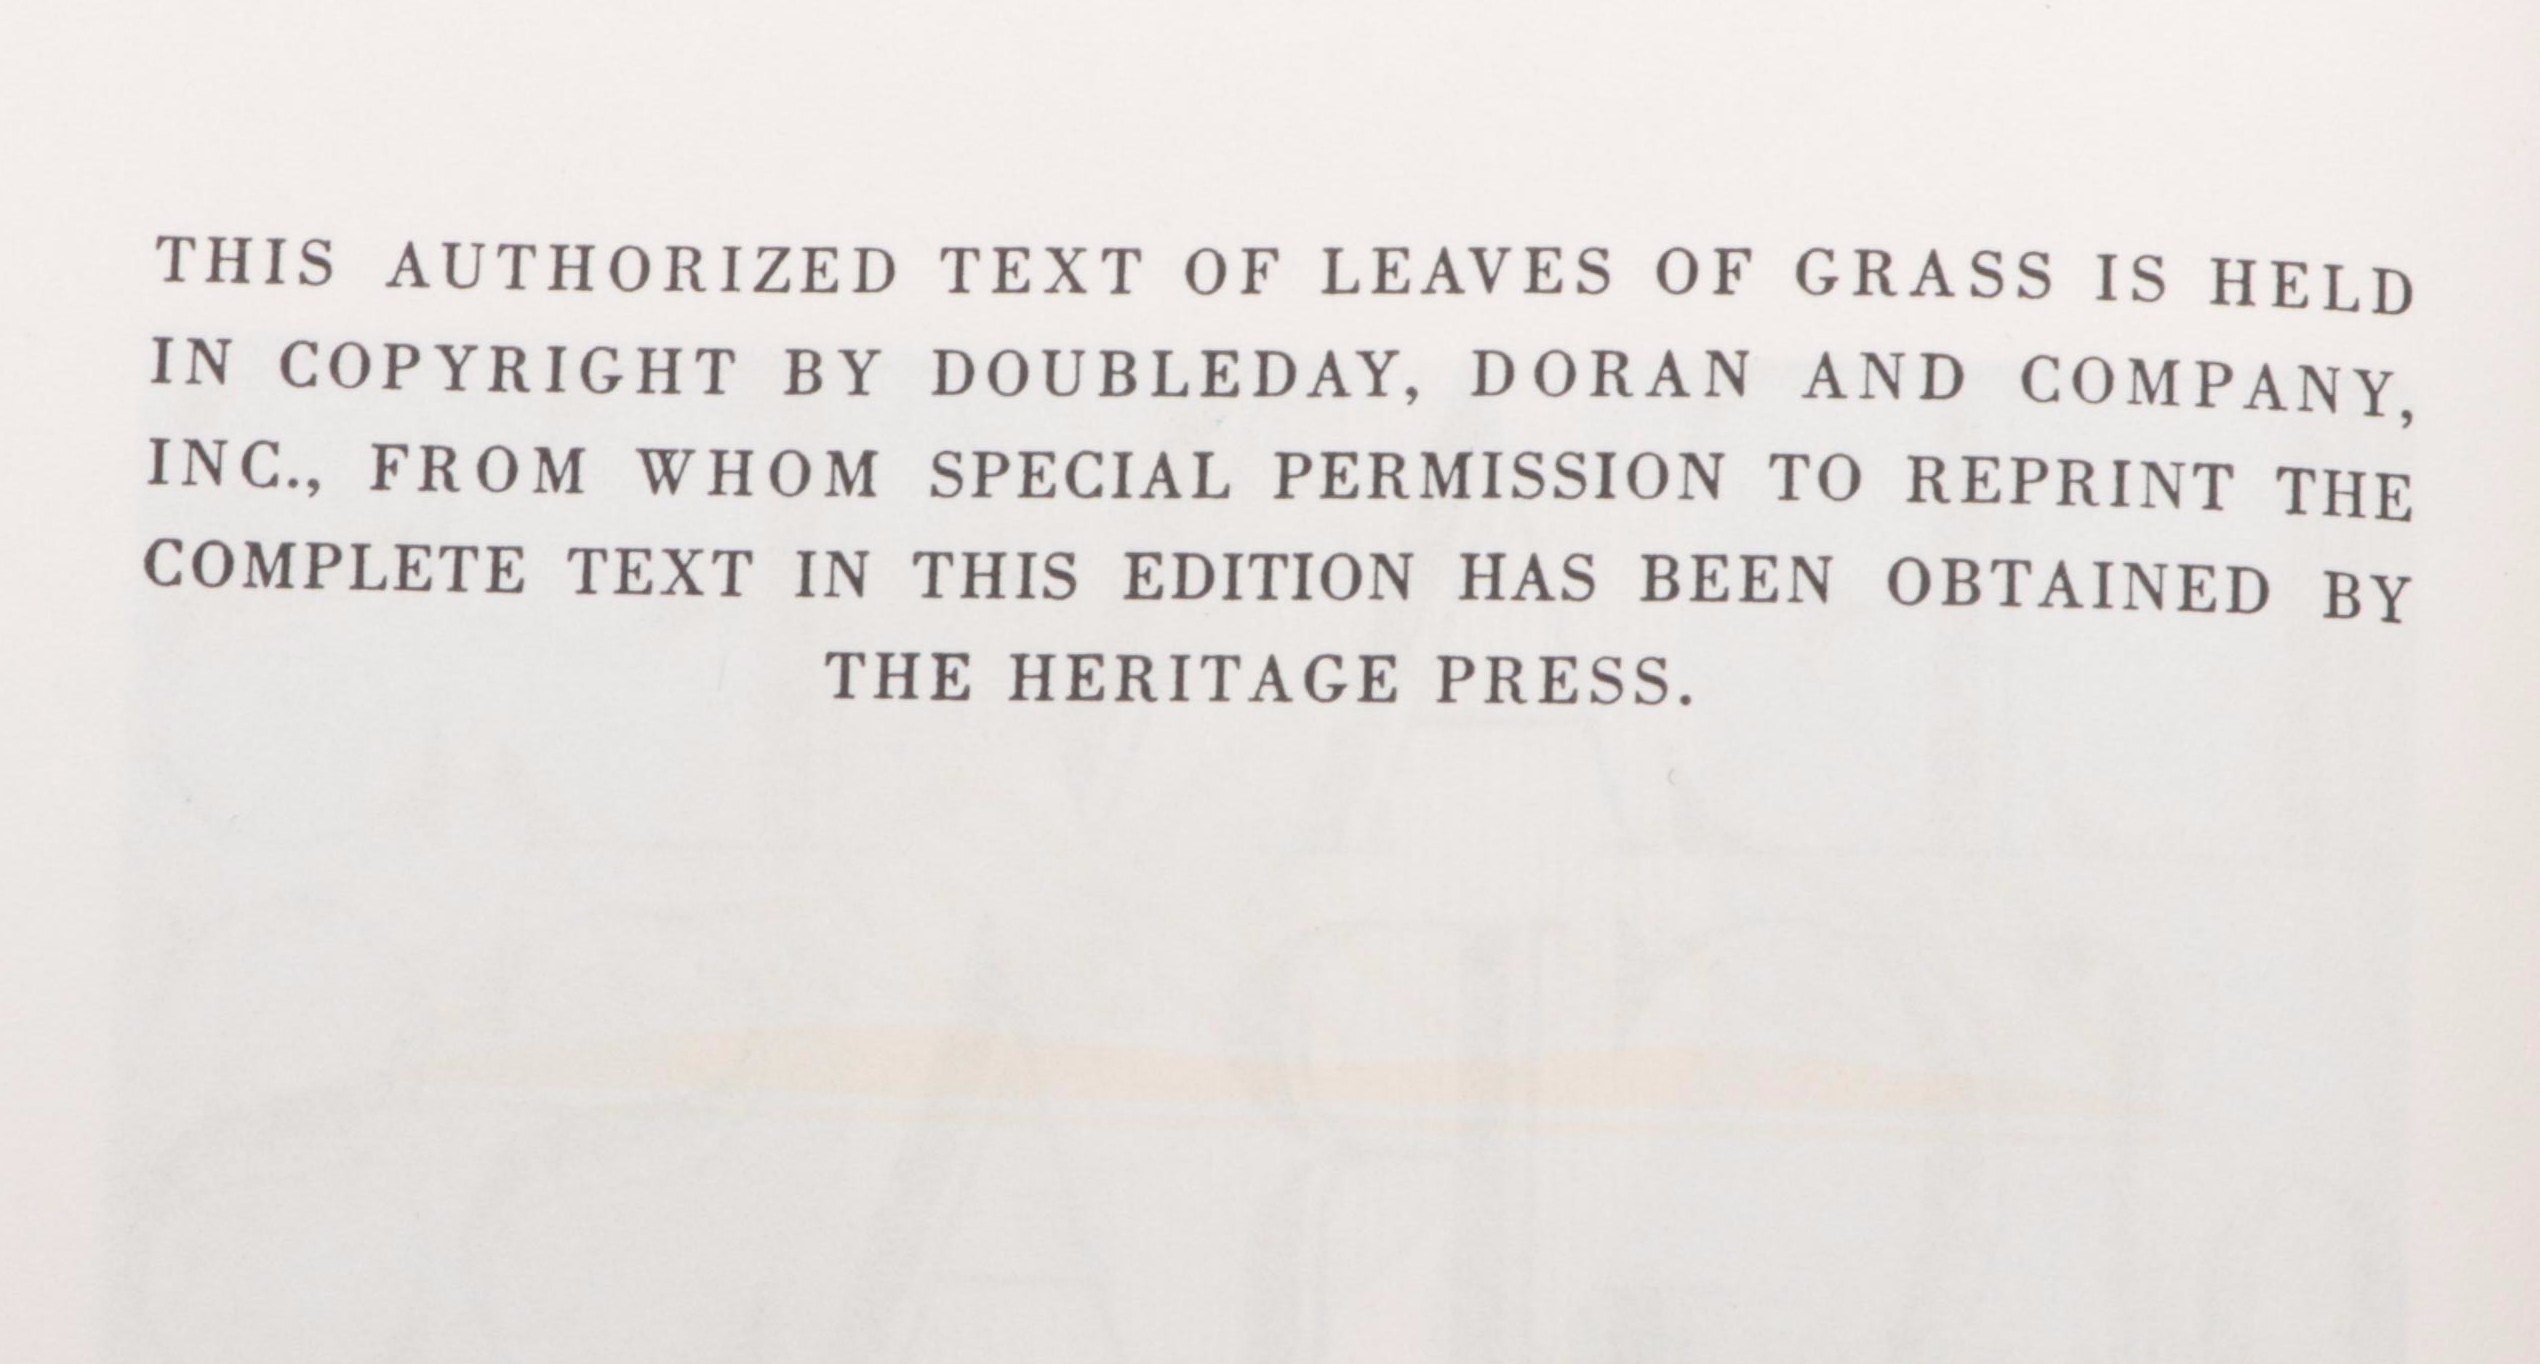 THIS AUTHORIZED TEXT OF LEAVES OF GRASS IS HELD
IN COPYRIGHT BY DOUBLEDAY, DORAN AND COMPANY,
INC., FROM WHOM SPECIAL PERMISSION TO REPRINT THE
COMPLETE TEXT IN THIS EDITION HAS BEEN OBTAINED BY
THE HERITAGE PRESS.